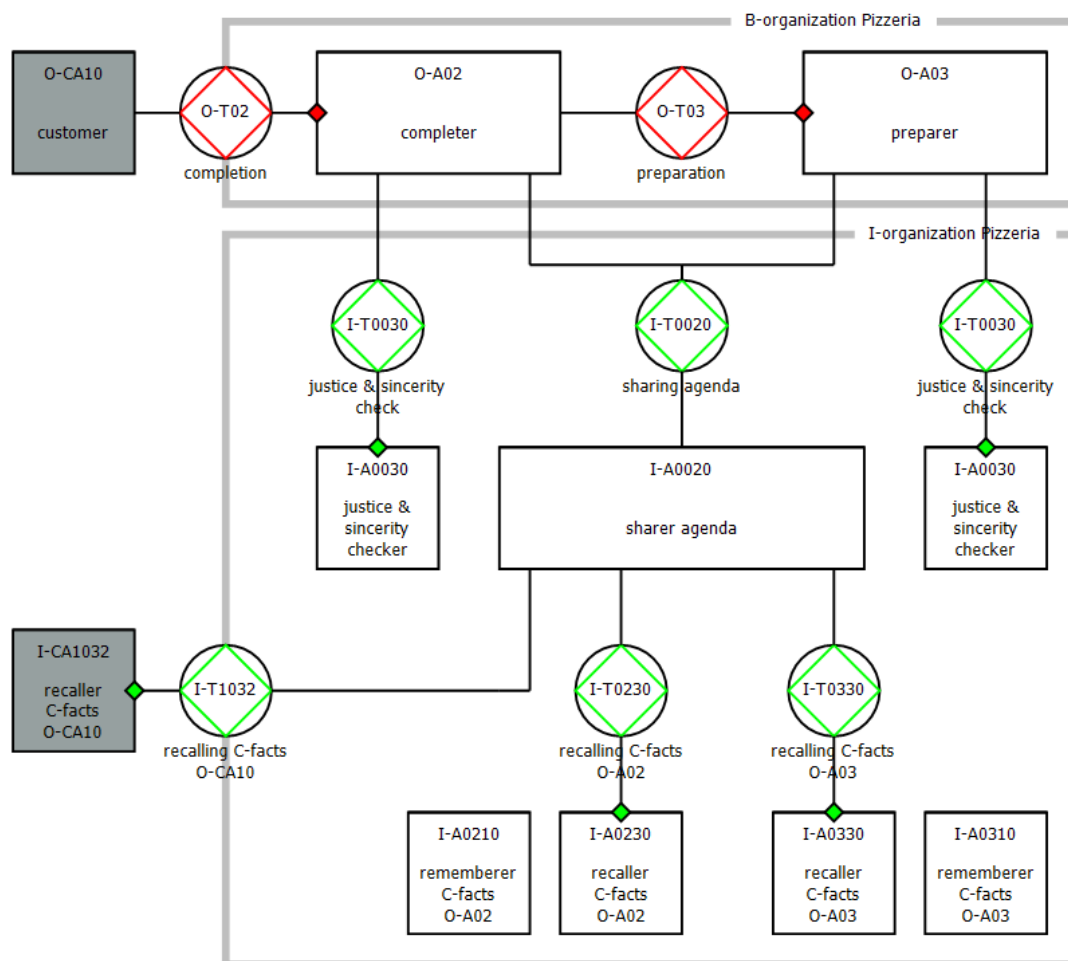 B-organization Pizzeria
O-CA10
customer
O-T02
completion
O-A02
completer
O-T03
preparation
O-A03
preparer
I-organization Pizzeria
I-T0030
justice & sincerity
check
I-T0020
sharing agenda
I-T0030
justice & sincerity
check
I-A0030
justice &
sincerity
checker
I-A0020
sharer agenda
I-A0030
justice &
sincerity
checker
I-CA1032
recaller
C-facts
O-CA10
I-T1032
recalling C-facts
O-CA10
I-T0230
recalling C-facts
O-A02
I-T0330
recalling C-facts
O-A03
I-A0210
rememberer
C-facts
O-A02
I-A0230
recaller
C-facts
O-A02
I-A0330
recaller
C-facts
O-A03
I-A0310
rememberer
C-facts
O-A03